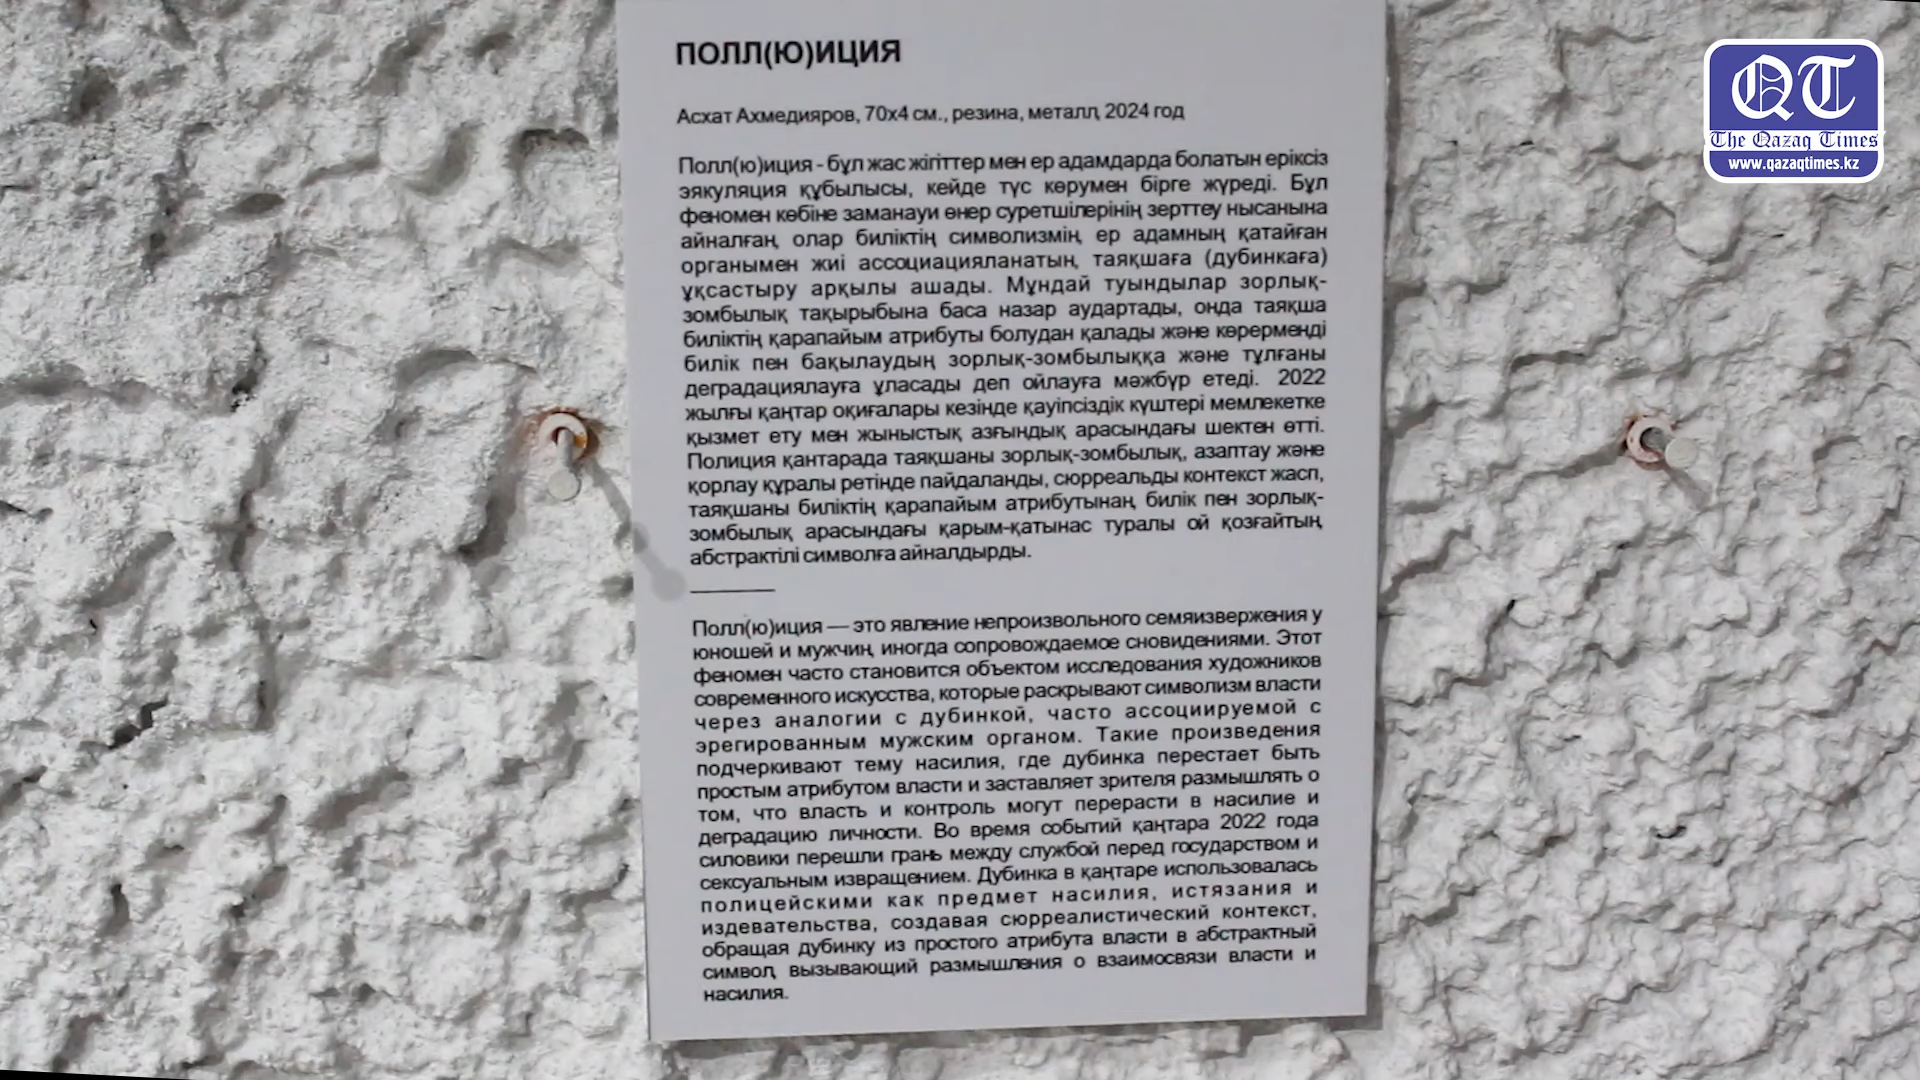 ПОЛЛ(Ю)ИЦИЯ
Асхат Ахмедияров, 70х4 см., резина, металл, 2024 год
Полл(ю)иция - бұл жас жігіттер мен ер адамдарда болатын еріксіз
эякуляция құбылысы, кейде түс көрумен бірге жүреді. Бұл
феномен көбіне заманауи өнер суретшілерінің зерттеу нысанына
айналған, олар биліктің символизмін, ер адамның қатайған
органымен жиі ассоциацияланатын, таяқшаға (дубинкаға)
ұқсастыру арқылы ашады. Мұндай туындылар зорлық-
зомбылық тақырыбына баса назар аудартады, онда таяқша
биліктің қарапайым атрибуты болудан қалады және көрерменді
билік пен бақылаудың зорлық-зомбылыққа және тұлғаны
деградациялауға ұласады деп ойлауға мәжбүр етеді. 2022
жылғы қаңтар оқиғалары кезінде қауіпсіздік күштері мемлекетке
қызмет ету мен жыныстық азғындық арасындағы шектен өтті.
Полиция қантарада таяқшаны зорлық-зомбылық, азаптау және
қорлау құралы ретінде пайдаланды, сюрреальды контекст жасп,
таяқшаны биліктің қарапайым атрибутынан, билік пен зорлық-
зомбылық арасындағы қарым-қатынас туралы ой қозғайтын,
абстрактілі символға айналдырды.
Полл(ю)иция — это явление непроизвольного семяизвержения у
юношей и мужчин, иногда сопровождаемое сновидениями. Этот
феномен часто становится объектом исследования художников
современного искусства, которые раскрывают символизм власти
через аналогии с дубинкой, часто ассоциируемой с
эрегированным мужским органом. Такие произведения
подчеркивают тему насилия, где дубинка перестает быть
простым атрибутом власти и заставляет зрителя размышлять о
том, что власть и контроль могут перерасти в насилие и
деградацию личности. Во время событий қаңтара 2022 года
силовики перешли грань между службой перед государством и
сексуальным извращением. Дубинка в қаңтаре использовалась
полицейскими как предмет насилия, истязания и
издевательства, создавая сюрреалистический контекст,
обращая дубинку из простого атрибута власти в абстрактный
символ, вызывающий размышления о взаимосвязи власти и
насилия.
QT
The Qazaq Times
www.qazaqtimes.kz